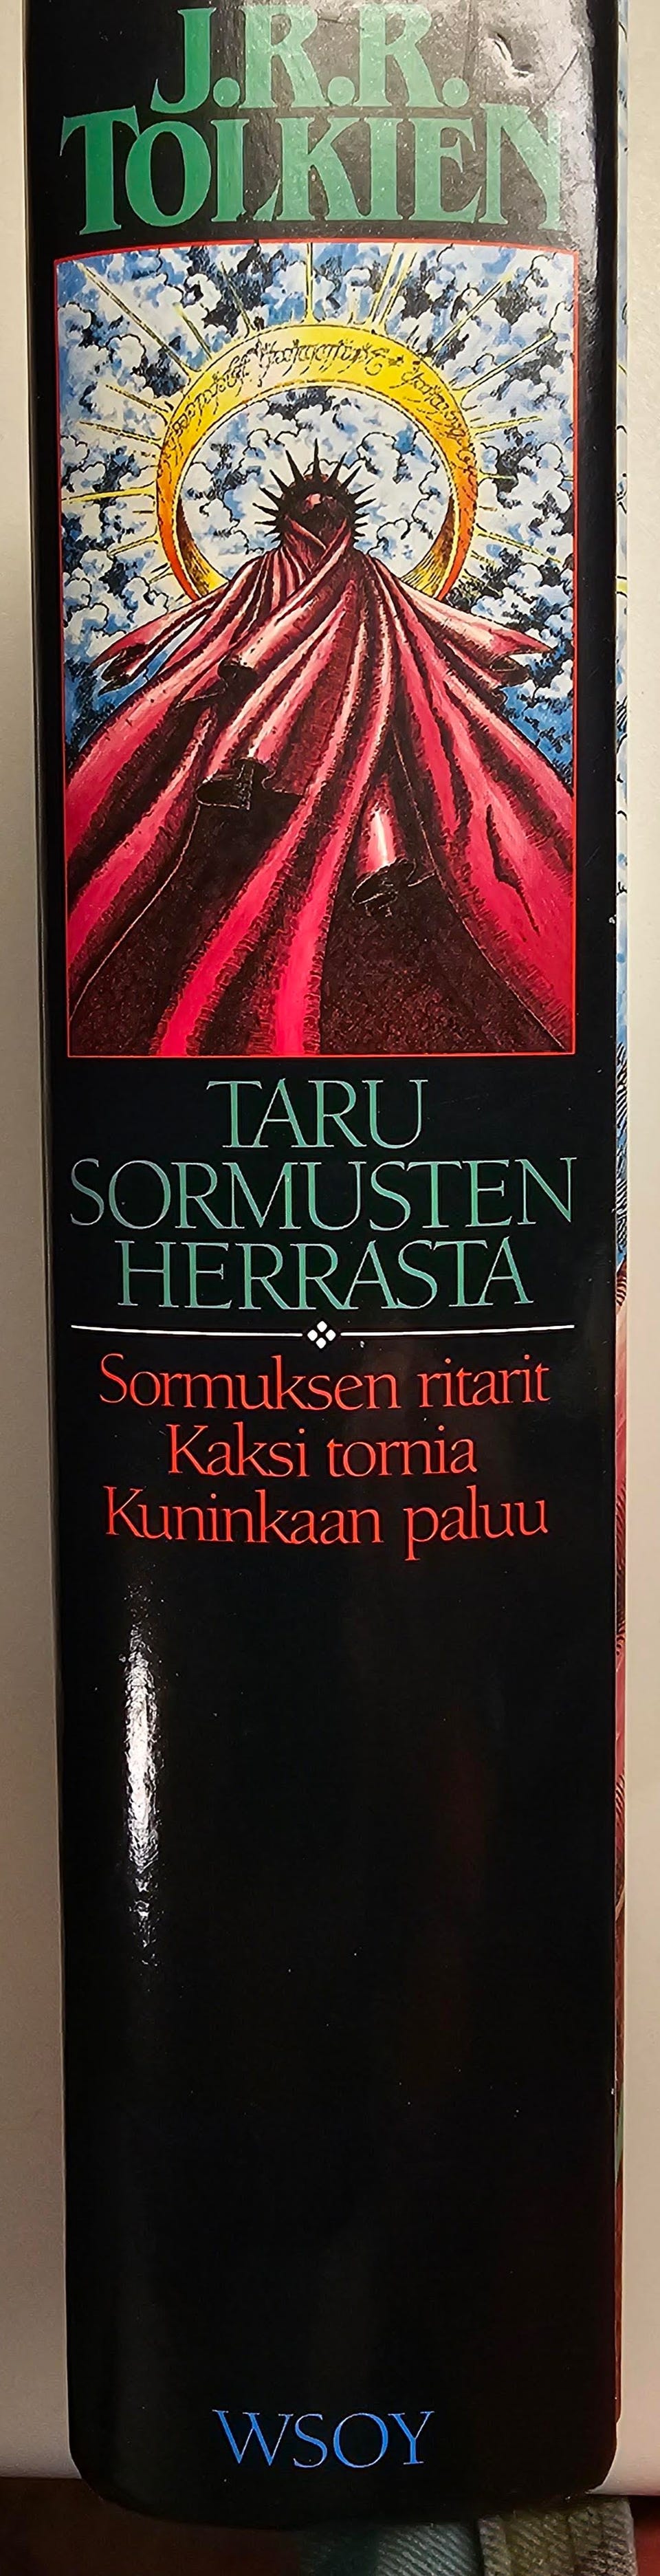 J.R.R.
TOLKIEN
TARU
SORMUSTEN
HERRASTA
Sormuksen ritarit
Kaksi tornia
Kuninkaan paluu
WSOY